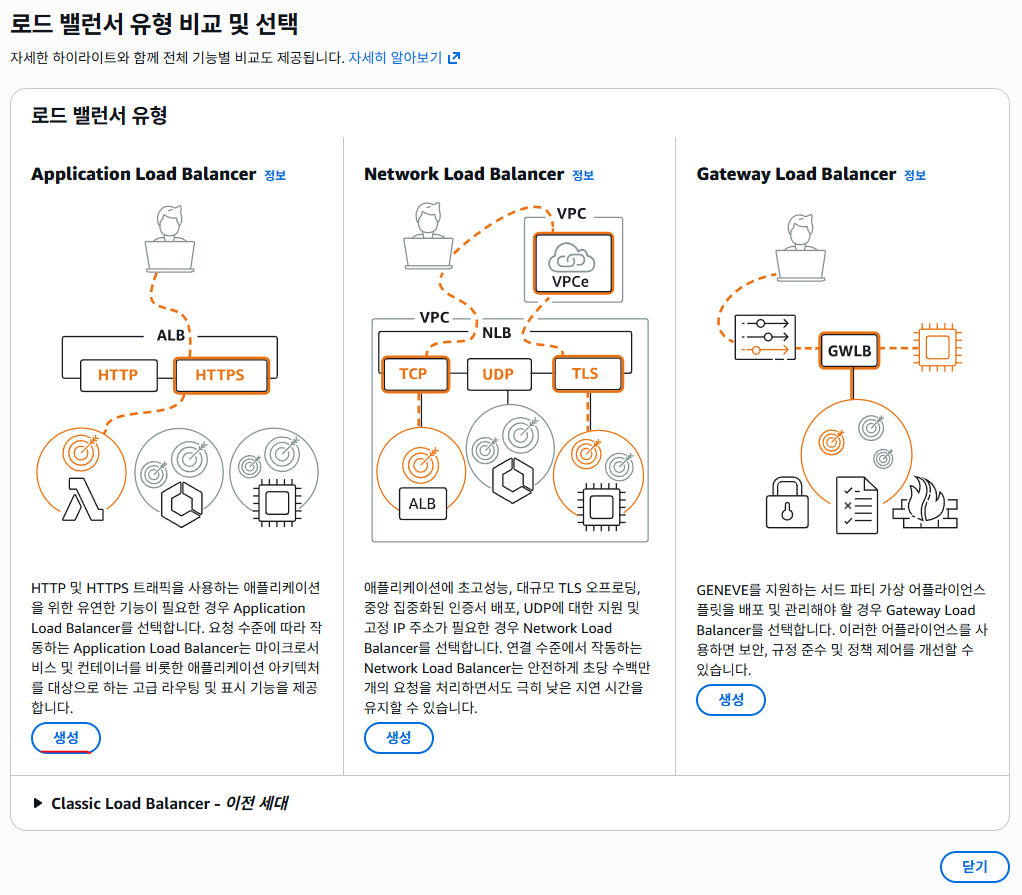 로드 밸런서 유형 비교 및 선택
자세한 하이라이트와 함께 전체 기능별 비교도 제공됩니다. 자세히 알아보기
로드 밸런서 유형
Application Load Balancer 정보
ALB
HTTP
HTTPS
HTTP 및 HTTPS 트래픽을 사용하는 애플리케이션
을 위한 유연한 기능이 필요한 경우 Application
Load Balancer를 선택합니다. 요청 수준에 따라 작
동하는 Application Load Balancer는 마이크로서
비스 및 컨테이너를 비롯한 애플리케이션 아키텍처
를 대상으로 하는 고급 라우팅 및 표시 기능을 제공
합니다.
생성
Network Load Balancer 정보
VPC
VPCe
VPC
NLB
TCP
UDP
TLS
ALB
애플리케이션에 초고성능, 대규모 TLS 오프로딩,
중앙 집중화된 인증서 배포, UDP에 대한 지원 및
고정 IP 주소가 필요한 경우 Network Load
Balancer를 선택합니다. 연결 수준에서 작동하는
Network Load Balancer는 안전하게 초당 수백만
개의 요청을 처리하면서도 극히 낮은 지연 시간을
유지할 수 있습니다.
생성
Gateway Load Balancer 정보
GWLB
GENEVE를 지원하는 서드 파티 가상 어플라이언스
플릿을 배포 및 관리해야 할 경우 Gateway Load
Balancer를 선택합니다. 이러한 어플라이언스를 사
용하면 보안, 규정 준수 및 정책 제어를 개선할 수
있습니다.
생성
Classic Load Balancer - 이전 세대
닫기